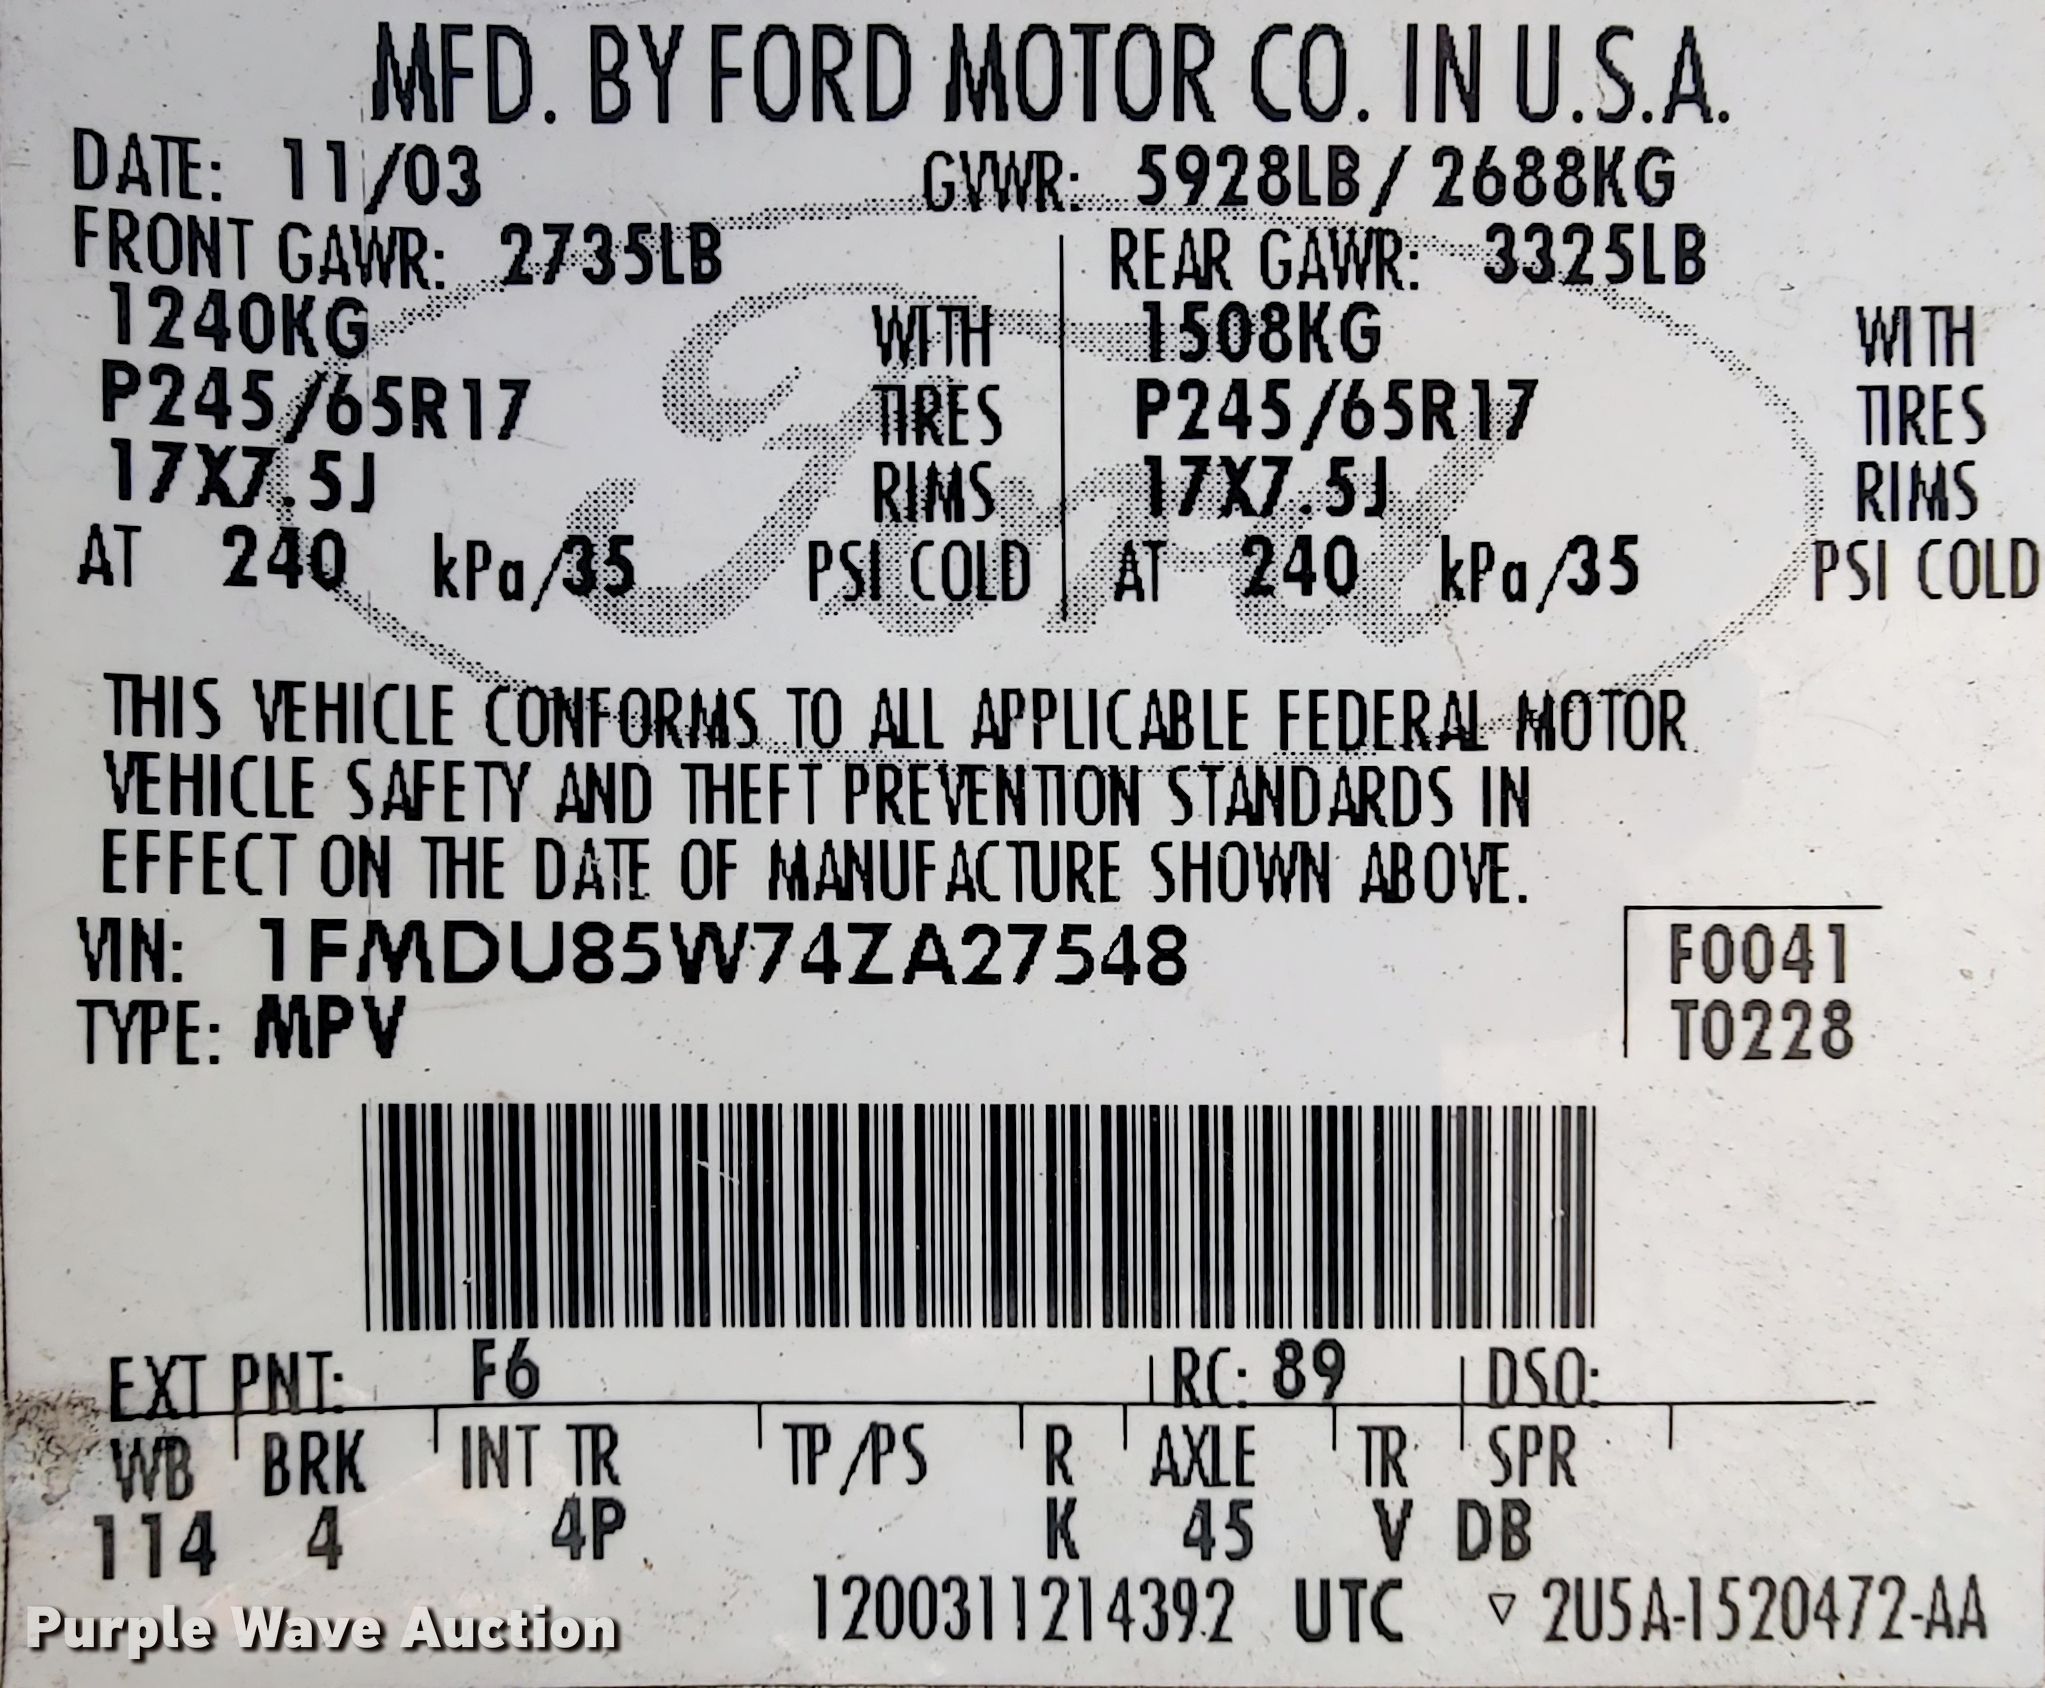 MFD. BY FORD MOTOR CO. IN U.S.A.
DATE: 11/03 GVWR: 5928LB / 2688KG
FRONT GAWR: 2735LB REAR GAWR: 3325LB
1240KG WITH 1508KG WITH
P245/65R17 TIRES P245/65R17 TIRES
17X7.5J RIMS 17X7.5J RIMS
AT 240 kPa/35 PSI COLD AT 240 kPa/35 PSI COLD
Ford
THIS VEHICLE CONFORMS TO ALL APPLICABLE FEDERAL MOTOR
VEHICLE SAFETY AND THEFT PREVENTION STANDARDS IN
EFFECT ON THE DATE OF MANUFACTURE SHOWN ABOVE.
VIN: 1FMDU85W74ZA27548 F0041
TYPE: MPV T0228
EXT PNT: F6 RC: 89 DSO:
WB BRK INT TR TP/PS R AXLE TR SPR
114 4 4P K 45 V DB
1200311214392 UTC ▽ 2U5A-1520472-AA
Purple Wave Auction